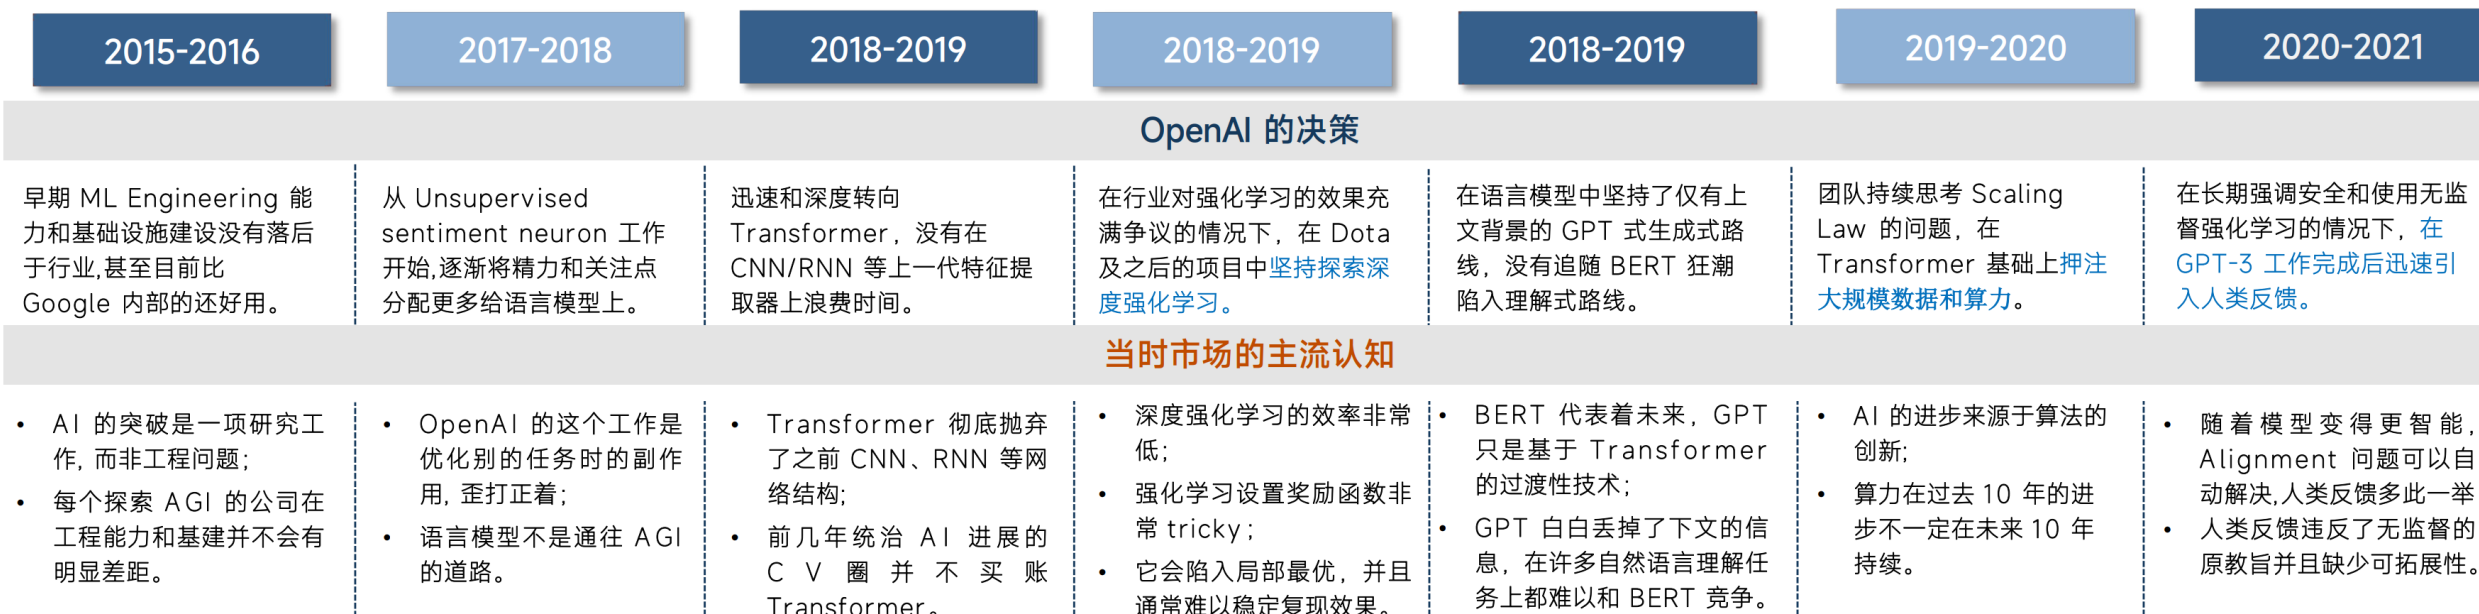 2015-2016
2017-2018
2018-2019
2018-2019
2018-2019
2019-2020
2020-2021
OpenAI 的决策
早期 ML Engineering 能
力和基础设施建设没有落后
于行业,甚至目前比
Google 内部的还好用。
从 Unsupervised
sentiment neuron 工作
开始,逐渐将精力和关注点
分配更多给语言模型上。
迅速和深度转向
Transformer，没有在
CNN/RNN 等上一代特征提
取器上浪费时间。
在行业对强化学习的效果充
满争议的情况下，在 Dota
及之后的项目中坚持探索深
度强化学习。
在语言模型中坚持了仅有上
文背景的 GPT 式生成式路
线，没有追随 BERT 狂潮
陷入理解式路线。
团队持续思考 Scaling
Law 的问题，在
Transformer 基础上押注
大规模数据和算力。
在长期强调安全和使用无监
督强化学习的情况下，在
GPT-3 工作完成后迅速引
入人类反馈。
当时市场的主流认知
• AI 的突破是一项研究工
作, 而非工程问题;
• 每个探索 AGI 的公司在
工程能力和基建并不会有
明显差距。
• OpenAI 的这个工作是
优化别的任务时的副作
用, 歪打正着;
• 语言模型不是通往 AGI
的道路。
• Transformer 彻底抛弃
了之前 CNN、RNN 等网
络结构;
• 前几年统治 AI 进展的
CV圈并不买账
Transformer。
• 深度强化学习的效率非常
低;
• 强化学习设置奖励函数非
常 tricky;
• 它会陷入局部最优，并且
通常难以稳定复现效果。
• BERT 代表着未来，GPT
只是基于 Transformer
的过渡性技术;
• GPT 白白丢掉了下文的信
息，在许多自然语言理解任
务上都难以和 BERT 竞争。
• AI 的进步来源于算法的
创新;
• 算力在过去 10 年的进
步不一定在未来 10 年
持续。
• 随着模型变得更智能,
Alignment 问题可以自
动解决,人类反馈多此一举
• 人类反馈违反了无监督的
原教旨并且缺少可拓展性。